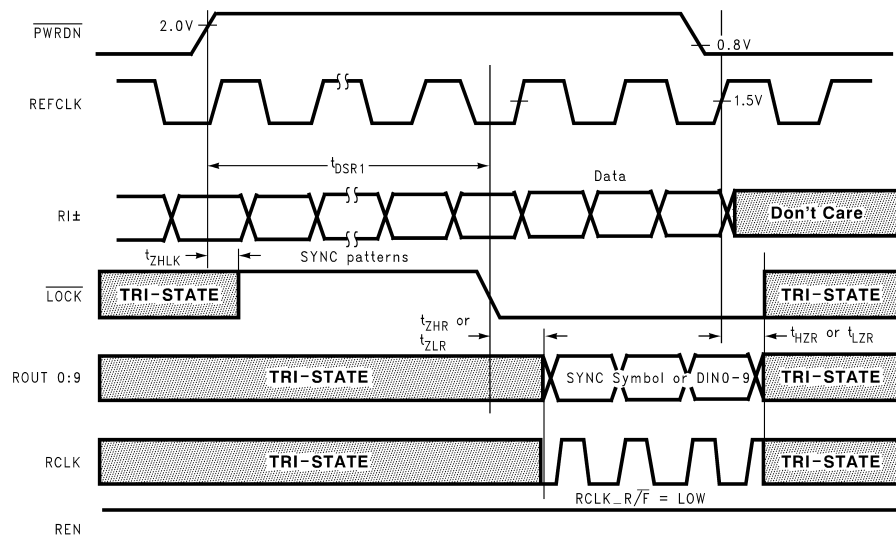 PWRDN
2.0V
0.8V
REFCLK
1.5V
tDSR1
Data
RI±
Don't Care
tZHLK
SYNC patterns
LOCK
TRI-STATE
TRI-STATE
tZHR or
tZLR
tHZR or tLZR
ROUT 0:9
TRI-STATE
SYNC Symbol or DIN0-9
TRI-STATE
RCLK
TRI-STATE
TRI-STATE
RCLK_R/F = LOW
REN